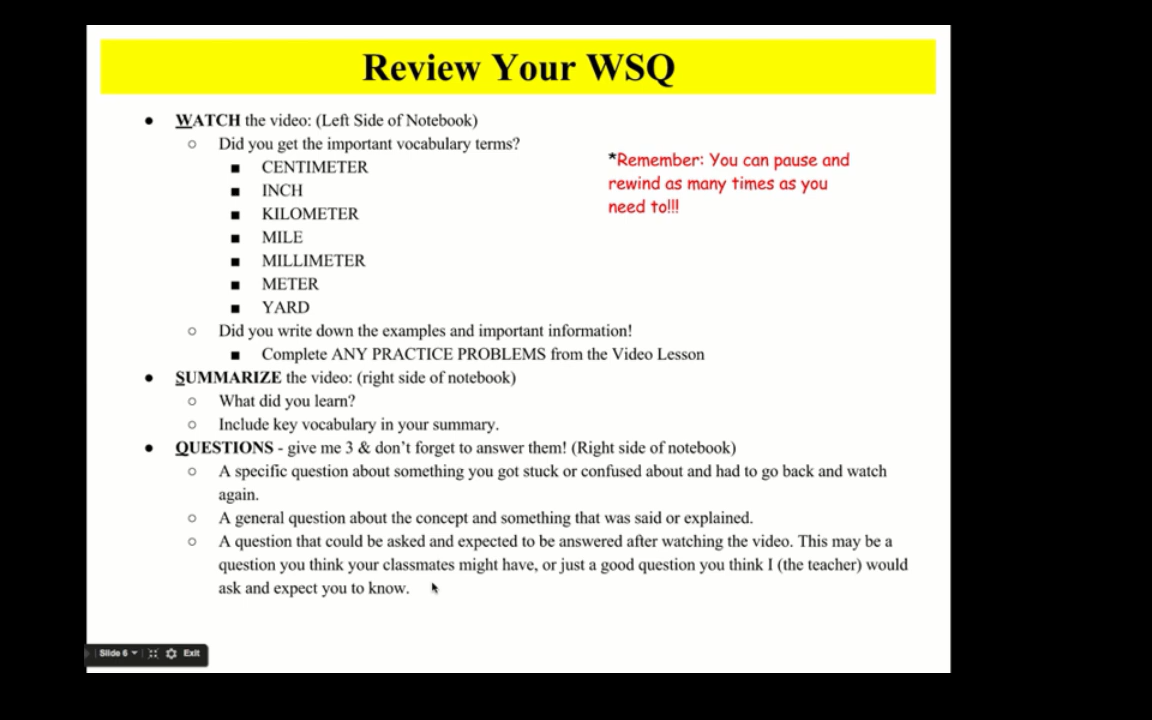 Review Your WSQ
● WATCH the video: (Left Side of Notebook)
○ Did you get the important vocabulary terms?
■ CENTIMETER
■ INCH
■ KILOMETER
■ MILE
■ MILLIMETER
■ METER
■ YARD
○ Did you write down the examples and important information!
■ Complete ANY PRACTICE PROBLEMS from the Video Lesson
● SUMMARIZE the video: (right side of notebook)
○ What did you learn?
○ Include key vocabulary in your summary.
● QUESTIONS - give me 3 & don't forget to answer them! (Right side of notebook)
○ A specific question about something you got stuck or confused about and had to go back and watch
again.
○ A general question about the concept and something that was said or explained.
○ A question that could be asked and expected to be answered after watching the video. This may be a
question you think your classmates might have, or just a good question you think I (the teacher) would
ask and expect you to know.
*Remember: You can pause and
rewind as many times as you
need to!!!
Slide 6 Exit